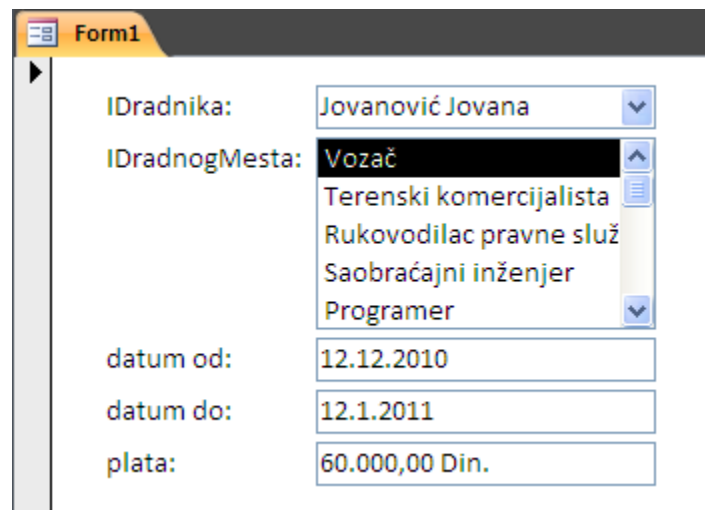 Form1
IDradnika: Jovanović Jovana
IDradnogMesta: Vozač
Terenski komercijalista
Rukovodilac pravne služ
Saobraćajni inženjer
Programer
datum od: 12.12.2010
datum do: 12.1.2011
plata: 60.000,00 Din.